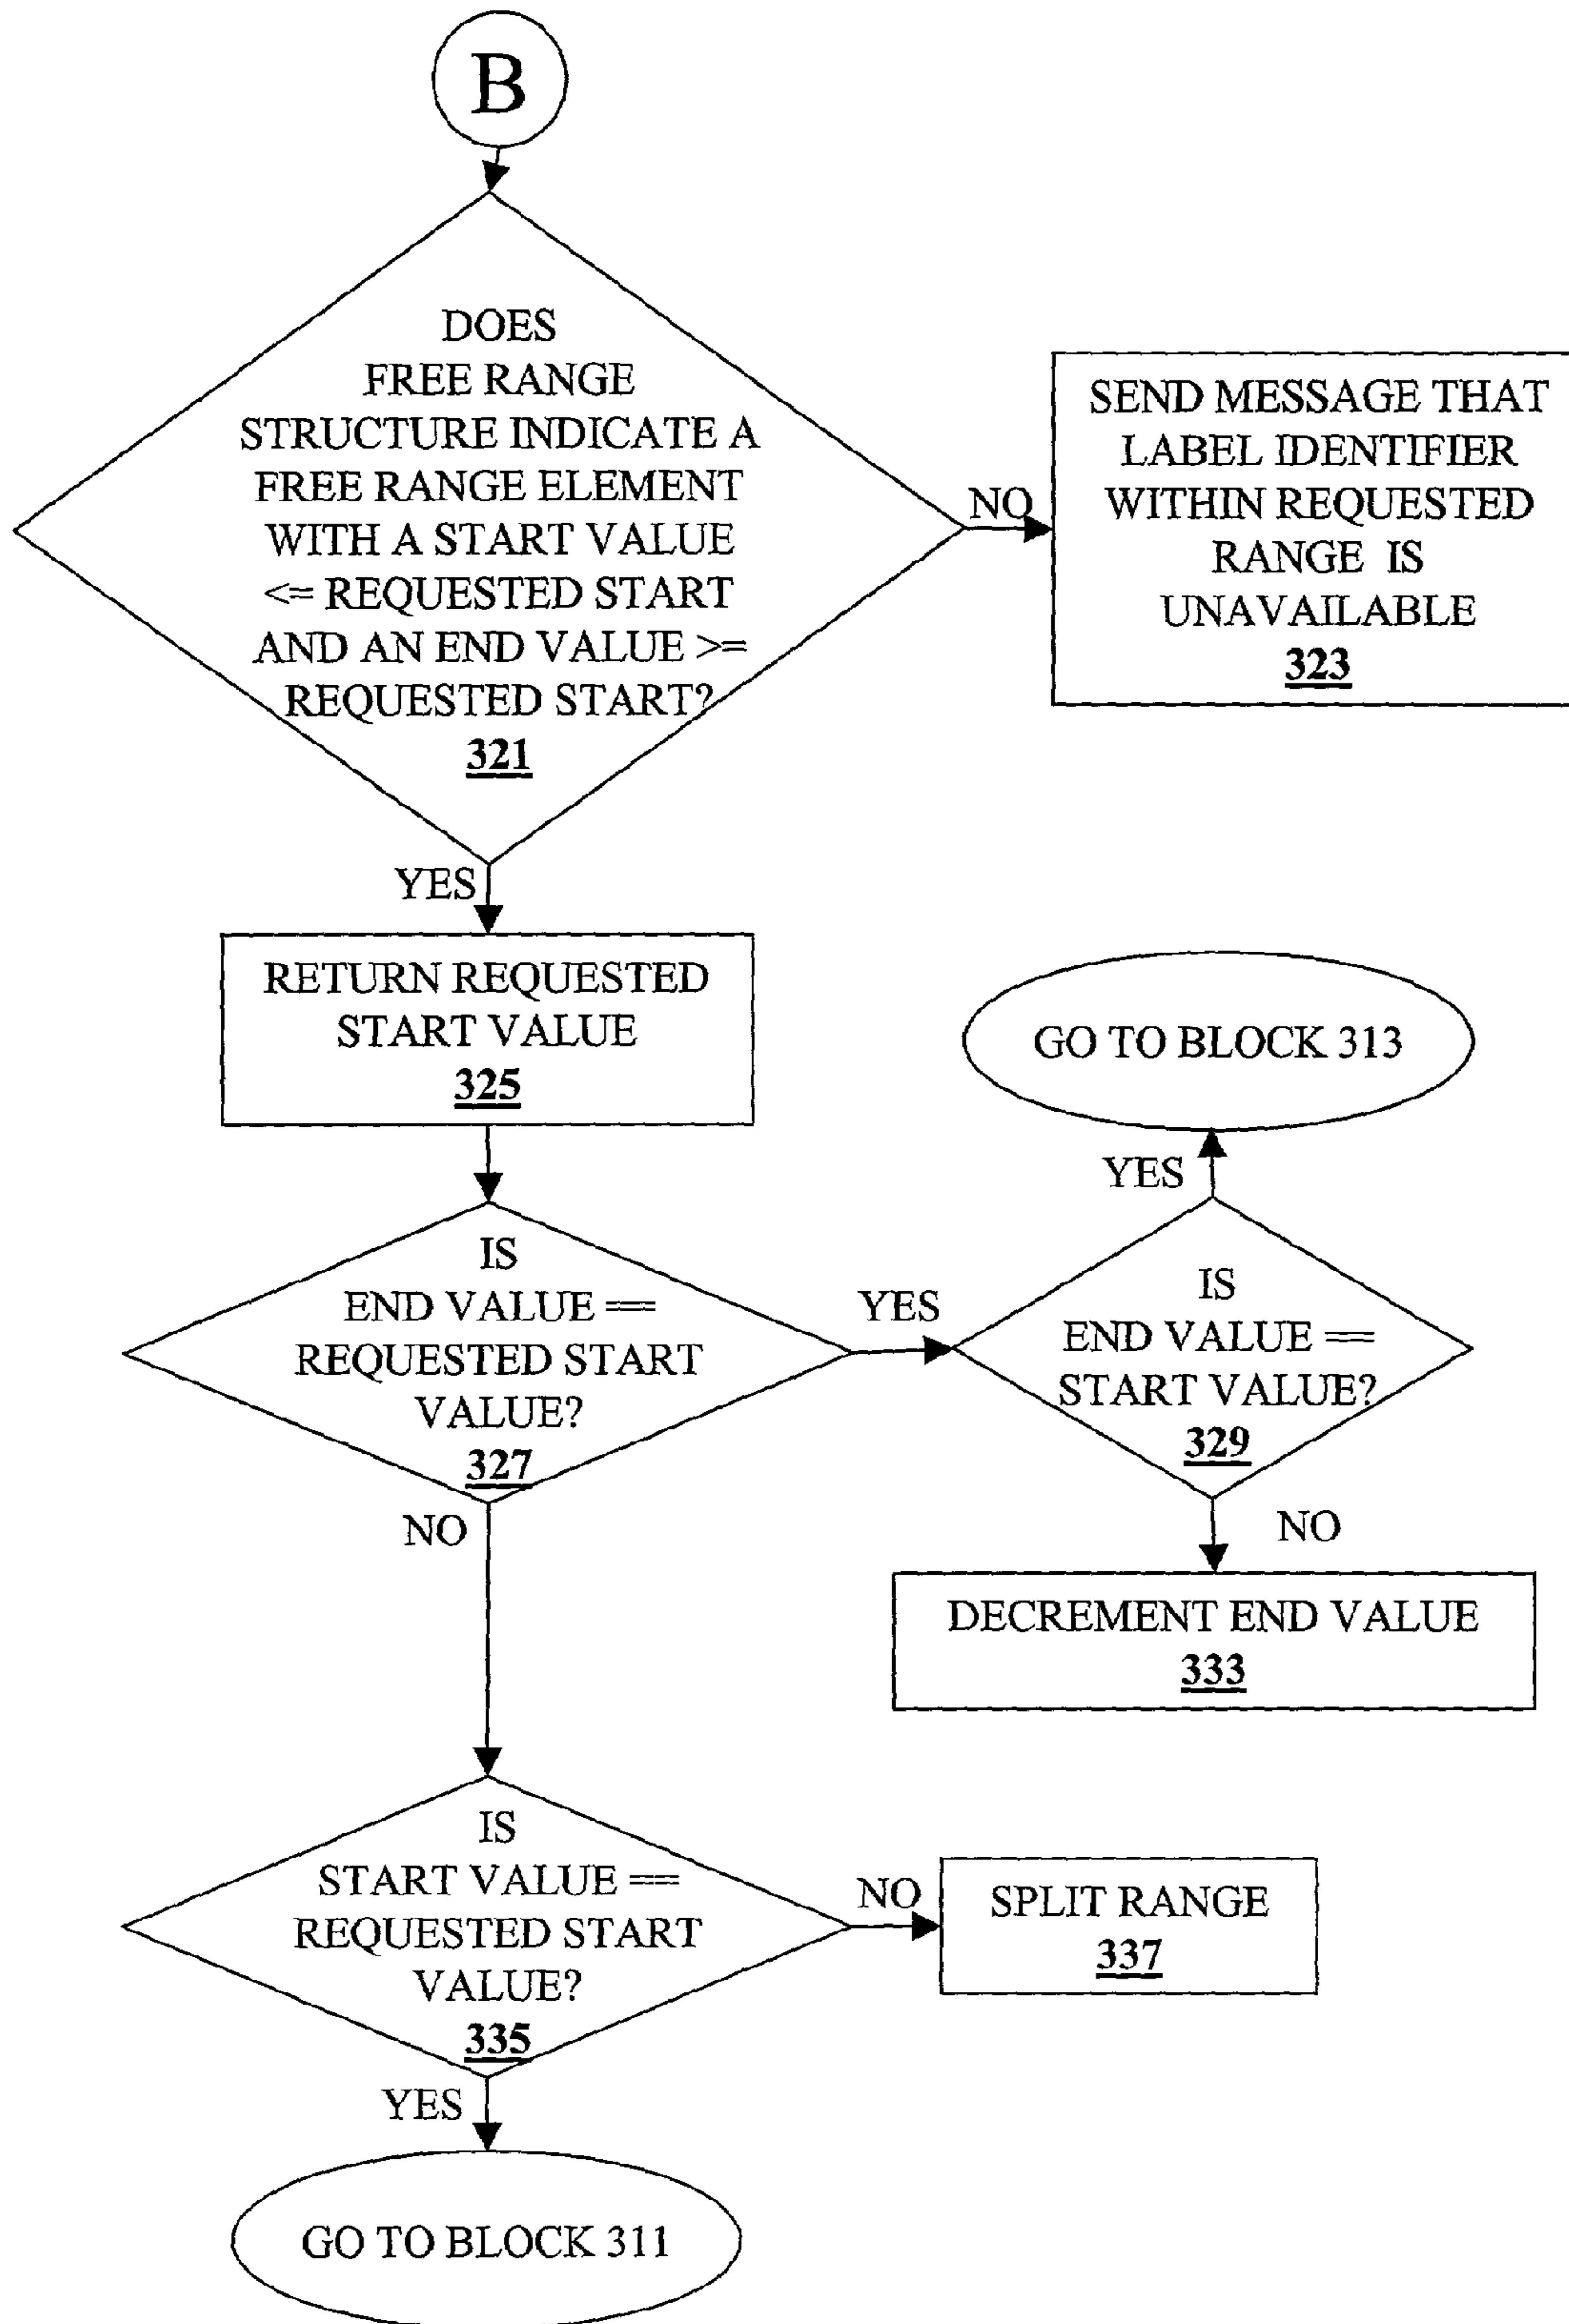 B
DOES
FREE RANGE
STRUCTURE INDICATE A
FREE RANGE ELEMENT
WITH A START VALUE
<= REQUESTED START
AND AN END VALUE >=
REQUESTED START?
321
NO
SEND MESSAGE THAT
LABEL IDENTIFIER
WITHIN REQUESTED
RANGE IS
UNAVAILABLE
323
YES
RETURN REQUESTED
START VALUE
325
GO TO BLOCK 313
YES
IS
END VALUE ==
REQUESTED START
VALUE?
327
YES
IS
END VALUE ==
START VALUE?
329
NO
NO
DECREMENT END VALUE
333
IS
START VALUE ==
REQUESTED START
VALUE?
335
NO
SPLIT RANGE
337
YES
GO TO BLOCK 311